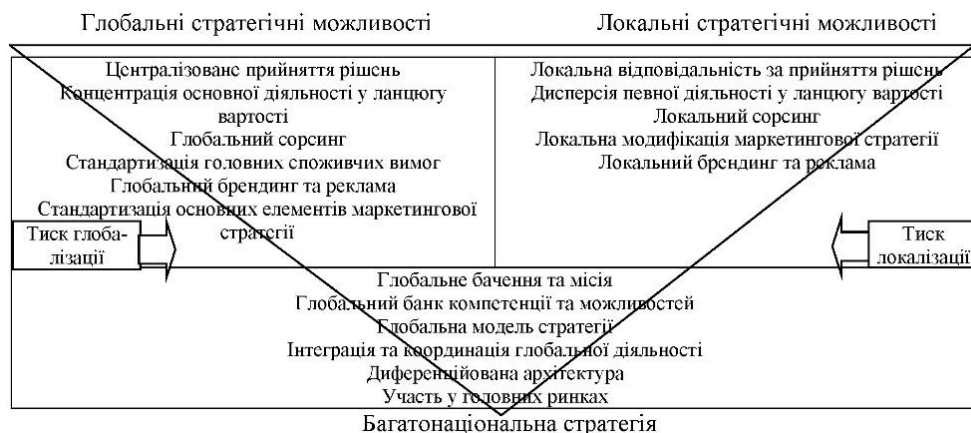 Глобальні стратегічні можливості
Локальні стратегічні можливості
Централізоване прийняття рішень
Концентрація основної діяльності у ланцюгу
вартості
Глобальний сорсинг
Стандартизація головних споживчих вимог
Глобальний брендинг та реклама
Стандартизація основних елементів маркетингової
стратегії
Локальна відповідальність за прийняття рішень
Дисперсія певної діяльності у ланцюгу вартості
Локальний сорсинг
Локальна модифікація маркетингової стратегії
Локальний брендинг та реклама
Тиск глоба-
лізації
Тиск
локалізації
Глобальне бачення та місія
Глобальний банк компетенції та можливостей
Глобальна модель стратегії
Інтеграція та координація глобальної діяльності
Диференційована архітектура
Участь у головних ринках
Багатонаціональна стратегія